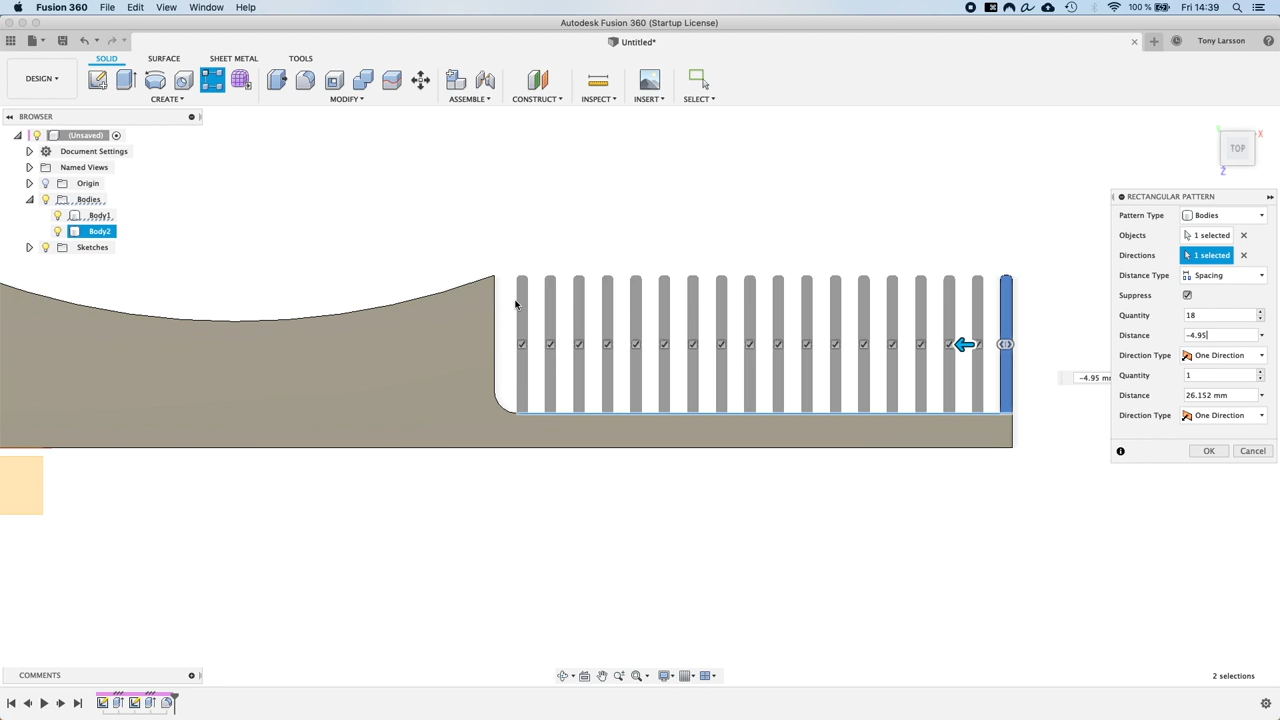 Fusion 360 File Edit View Window Help
100 % Fri 14:39
Autodesk Fusion 360 (Startup License)
Untitled*
Tony Larsson
SOLID SURFACE SHEET METAL TOOLS
DESIGN
CREATE MODIFY ASSEMBLE CONSTRUCT INSPECT INSERT SELECT
BROWSER
(Unsaved)
Document Settings
Named Views
Origin
Bodies
Body1
Body2
Sketches
TOP
X
Y
Z
RECTANGULAR PATTERN
Pattern Type Bodies
Objects 1 selected
Directions 1 selected
Distance Type Spacing
Suppress
Quantity 18
Distance -4.95
Direction Type One Direction
Quantity 1
Distance 26.152 mm
Direction Type One Direction
OK Cancel
-4.95 mm
COMMENTS
2 selections